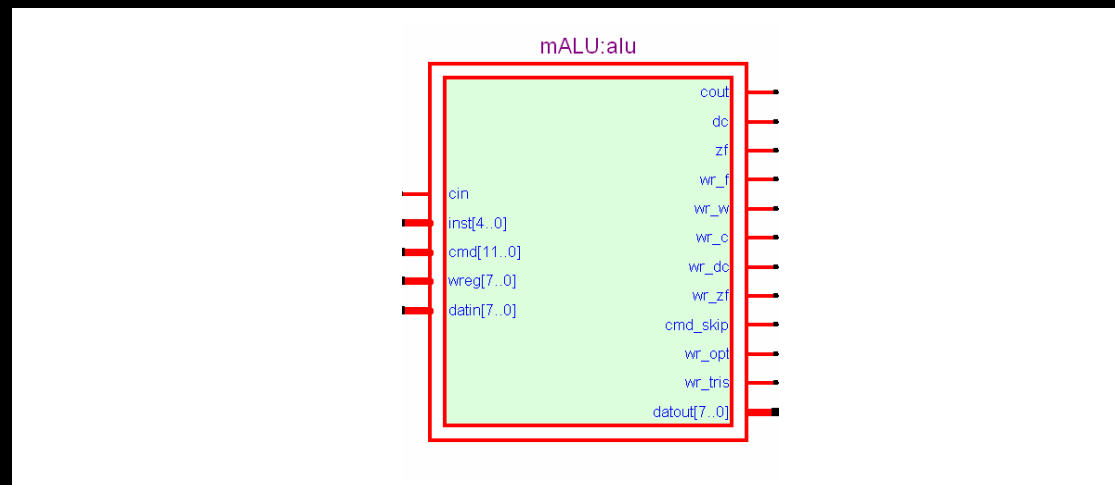 mALU:alu
cout
dc
zf
wr_f
cin
wr_w
inst[4..0]
wr_c
cmd[11..0]
wr_dc
wreg[7..0]
wr_zf
datin[7..0]
cmd_skip
wr_opt
wr_tris
datout[7..0]